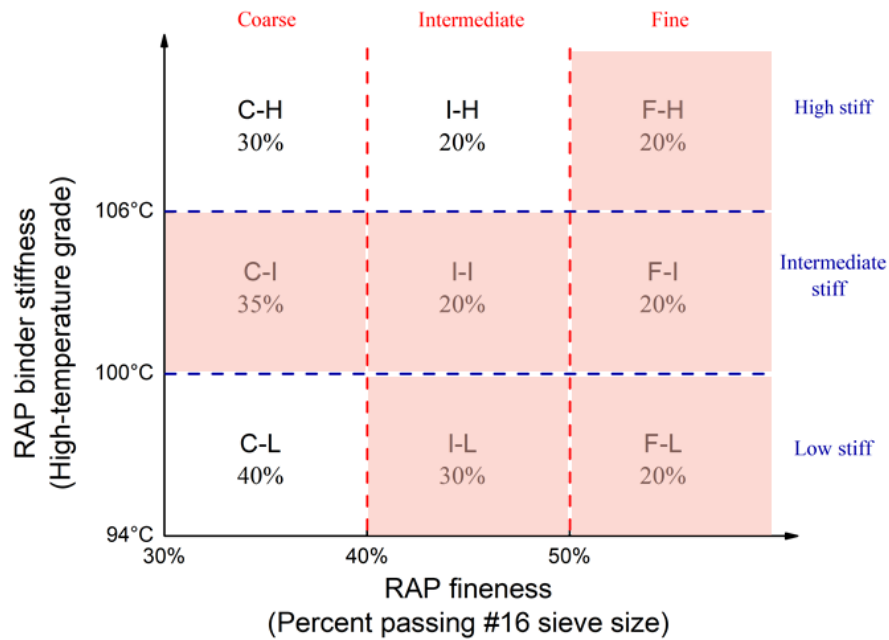 Coarse Intermediate Fine
C-H I-H F-H High stiff
30% 20% 20%
106°C
C-I I-I F-I Intermediate
35% 20% 20% stiff
100°C
C-L I-L F-L Low stiff
40% 30% 20%
94°C
30% 40% 50%
RAP binder stiffness
(High-temperature grade)
RAP fineness
(Percent passing #16 sieve size)